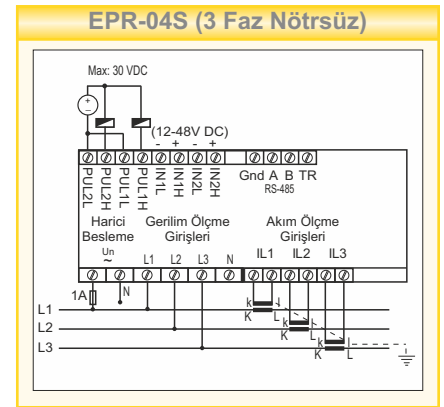 EPR-04S (3 Faz Nötrsüz)
Max: 30 VDC
+
-
(12-48V DC)
- + - +
PUL2L PUL2H PUL1L PUL1H IN1L IN1H IN2L IN2H Gnd A B TR
RS-485
Harici Besleme
Gerilim Ölçme Girişleri
Akım Ölçme Girişleri
Un ~ L1 L2 L3 N IL1 IL2 IL3
1A N
L1
k l
K L
L2
k l
K L
L3
k l
K L